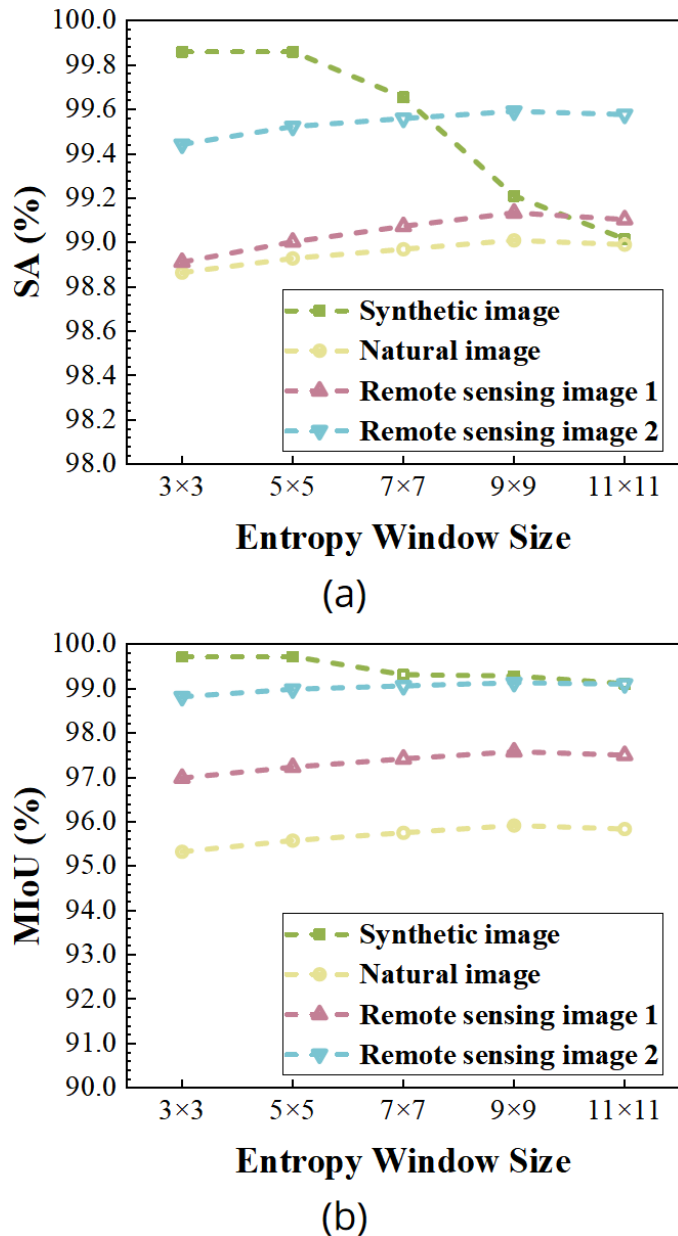 100.0
99.8
99.6
99.4
99.2
99.0
98.8
98.6
98.4
98.2
98.0
SA (%)
Synthetic image
Natural image
Remote sensing image 1
Remote sensing image 2
3×3 5×5 7×7 9×9 11×11
Entropy Window Size
(a)
100.0
99.0
98.0
97.0
96.0
95.0
94.0
93.0
92.0
91.0
90.0
MIoU (%)
Synthetic image
Natural image
Remote sensing image 1
Remote sensing image 2
3×3 5×5 7×7 9×9 11×11
Entropy Window Size
(b)